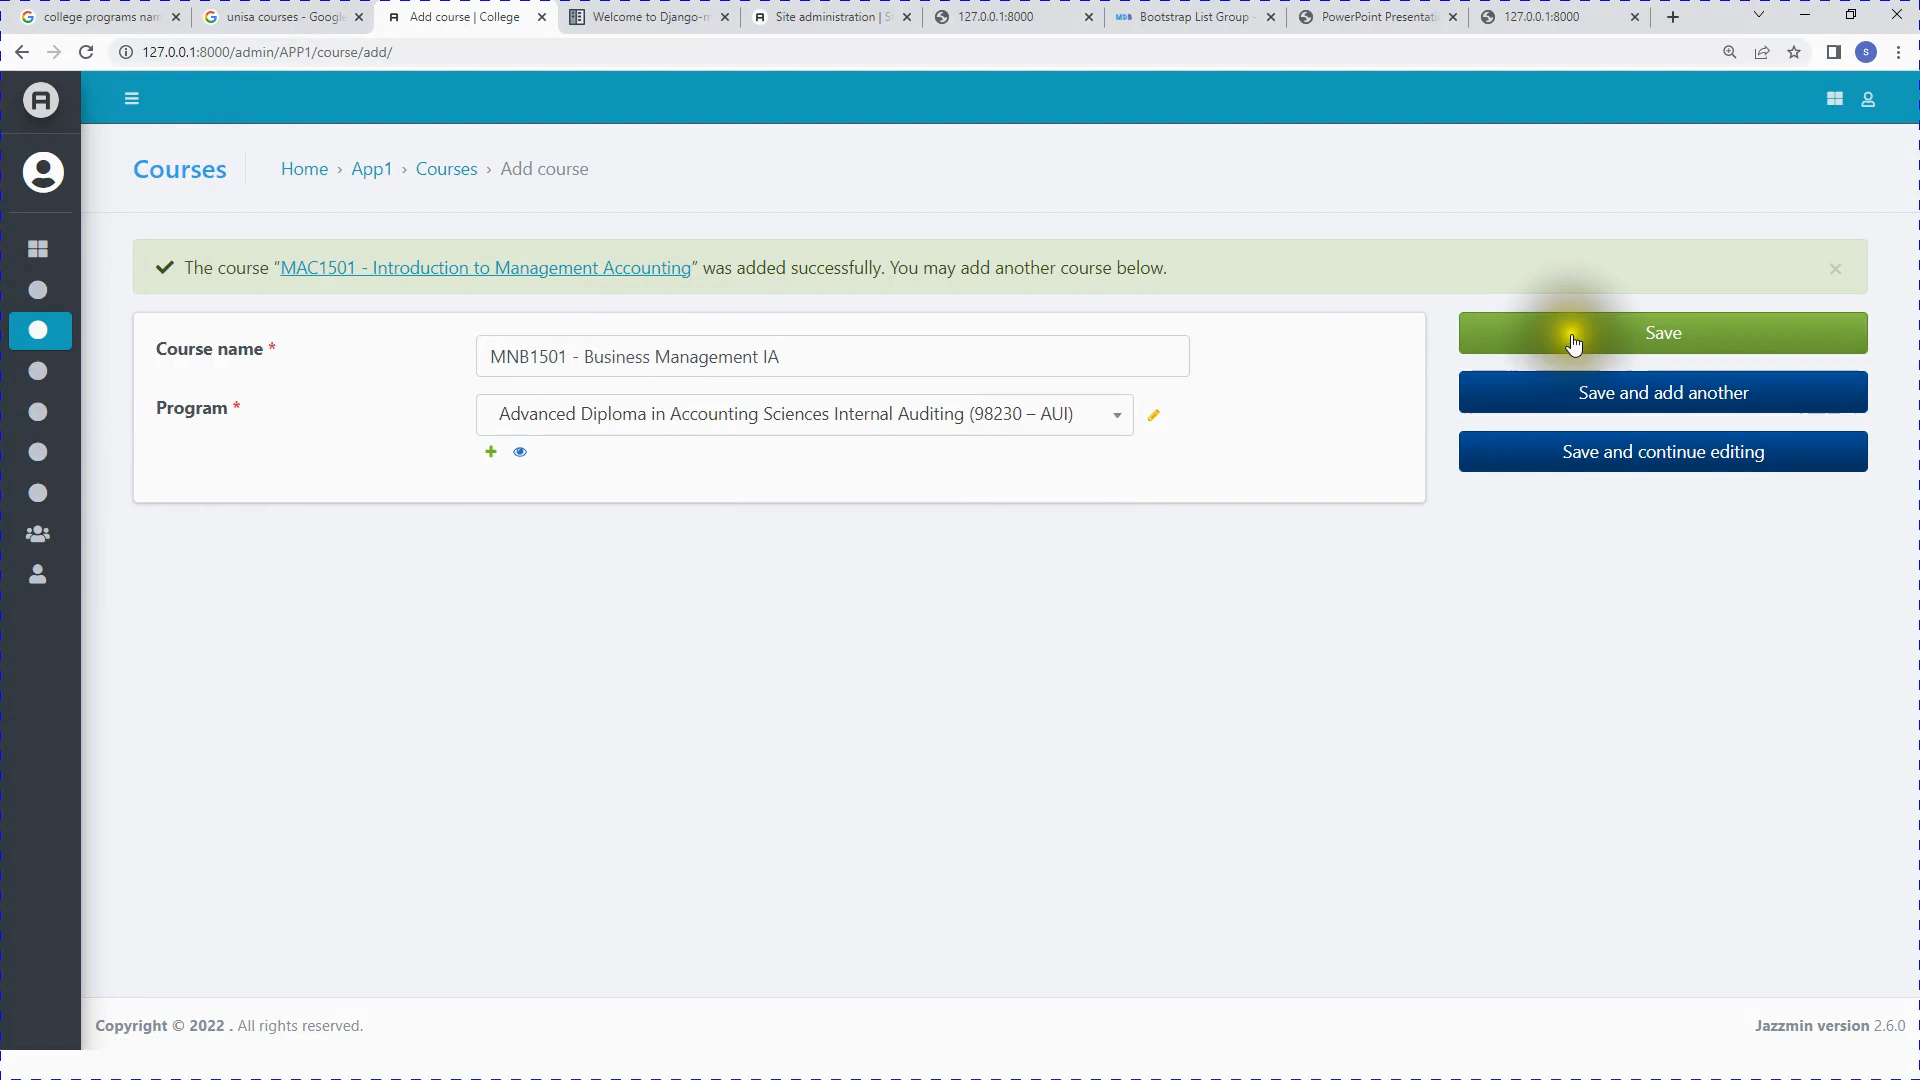 college programs nam
unisa courses - Google
Add course | College
Welcome to Django-m
Site administration | S
127.0.0.1:8000
Bootstrap List Group
PowerPoint Presentati
127.0.0.1:8000
127.0.0.1:8000/admin/APP1/course/add/
S
Courses
Home › App1 › Courses › Add course
The course “MAC1501 - Introduction to Management Accounting” was added successfully. You may add another course below.
Course name *
MNB1501 - Business Management IA
Program *
Advanced Diploma in Accounting Sciences Internal Auditing (98230 – AUI)
Save
Save and add another
Save and continue editing
Copyright © 2022 . All rights reserved.
Jazzmin version 2.6.0